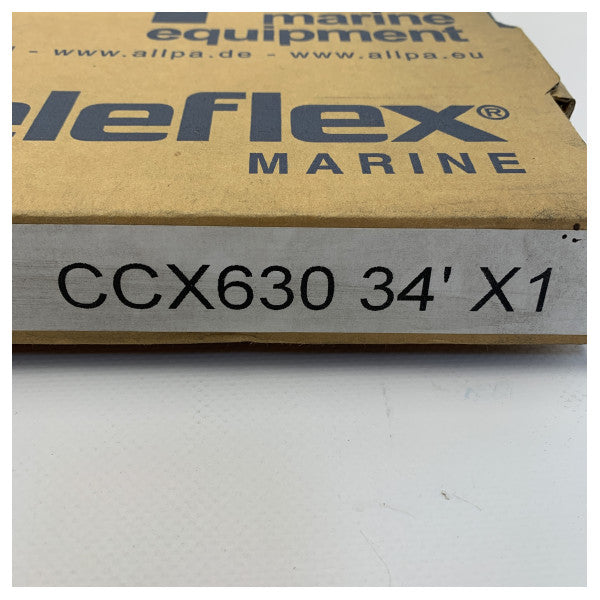 marine
equipment
- www.allpa.de - www.allpa.eu
eleflex®
MARINE
CCX630 34' X1